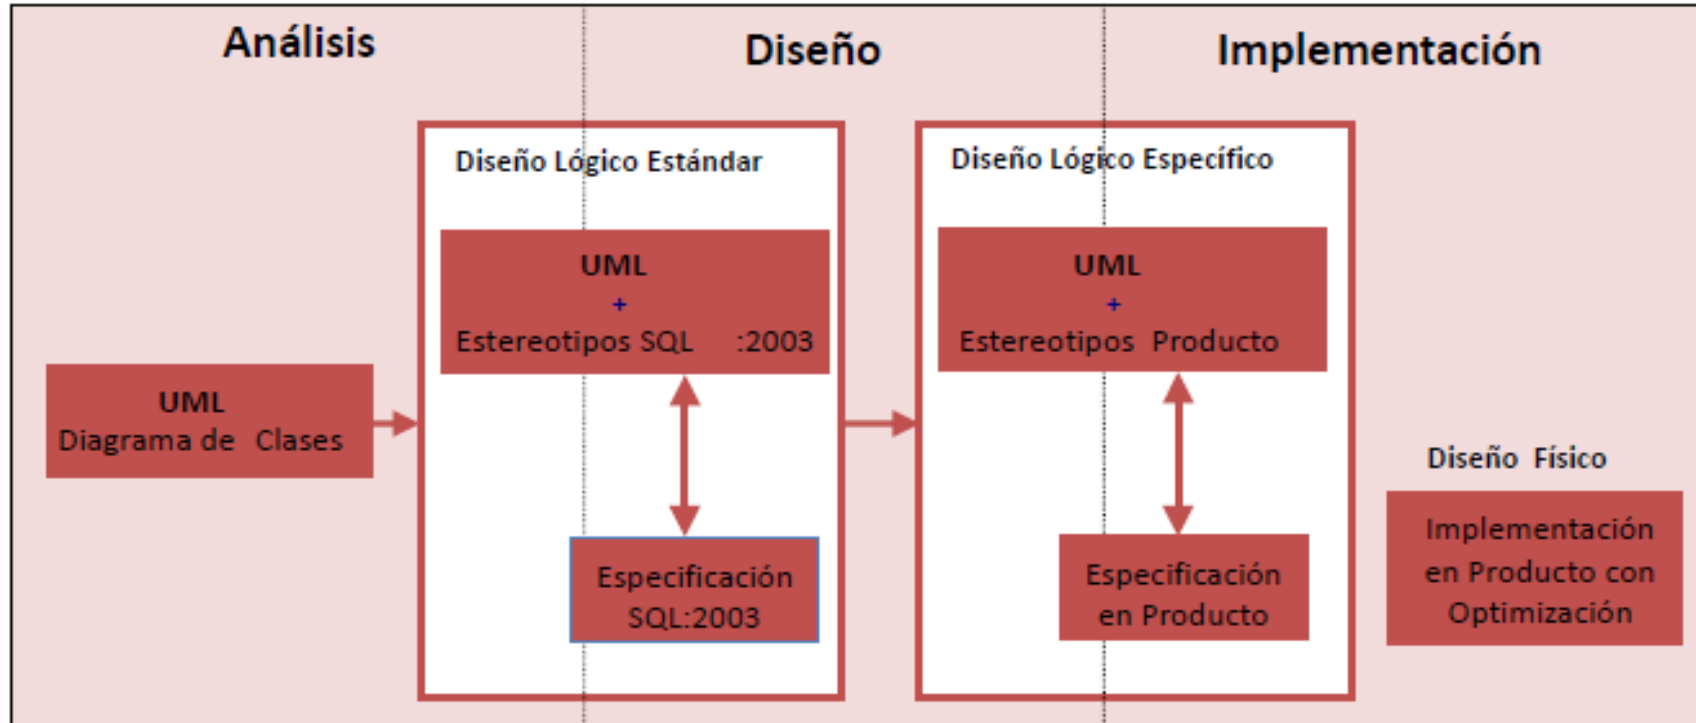 Análisis
Diseño
Implementación
Diseño Lógico Estándar
Diseño Lógico Específico
UML
+
Estereotipos SQL :2003
UML
+
Estereotipos Producto
UML
Diagrama de Clases
Diseño Físico
Especificación
SQL:2003
Especificación
en Producto
Implementación
en Producto con
Optimización